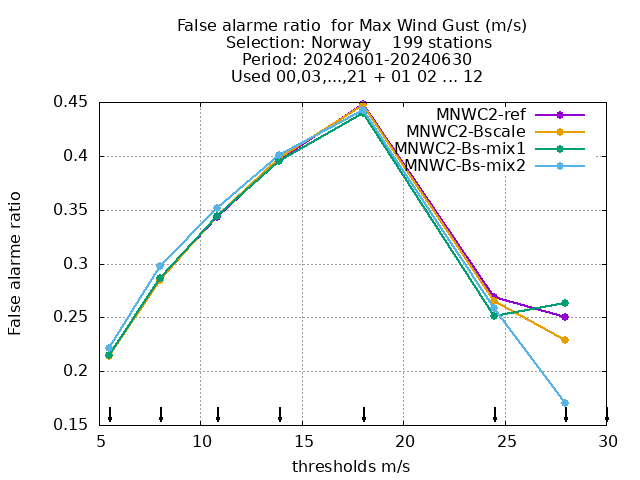 False alarme ratio  for Max Wind Gust (m/s)
Selection: Norway    199 stations
Period: 20240601-20240630
Used 00,03,...,21 + 01 02 ... 12
MNWC2-ref
MNWC2-Bscale
MNWC2-Bs-mix1
MNWC-Bs-mix2
False alarme ratio
0.45
0.4
0.35
0.3
0.25
0.2
0.15
5 10 15 20 25 30
thresholds m/s